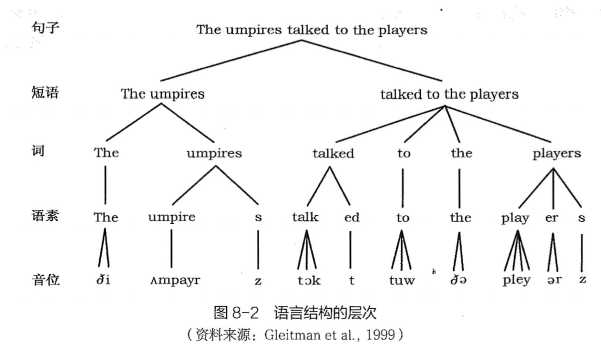 句子 The umpires talked to the players
短语 The umpires talked to the players
词 The umpires talked to the players
语素 The umpire s talk ed to the play er s
音位 ði ʌmpayr z tɔk t tuw ðə pley ər z
图 8-2 语言结构的层次
（资料来源：Gleitman et al., 1999）